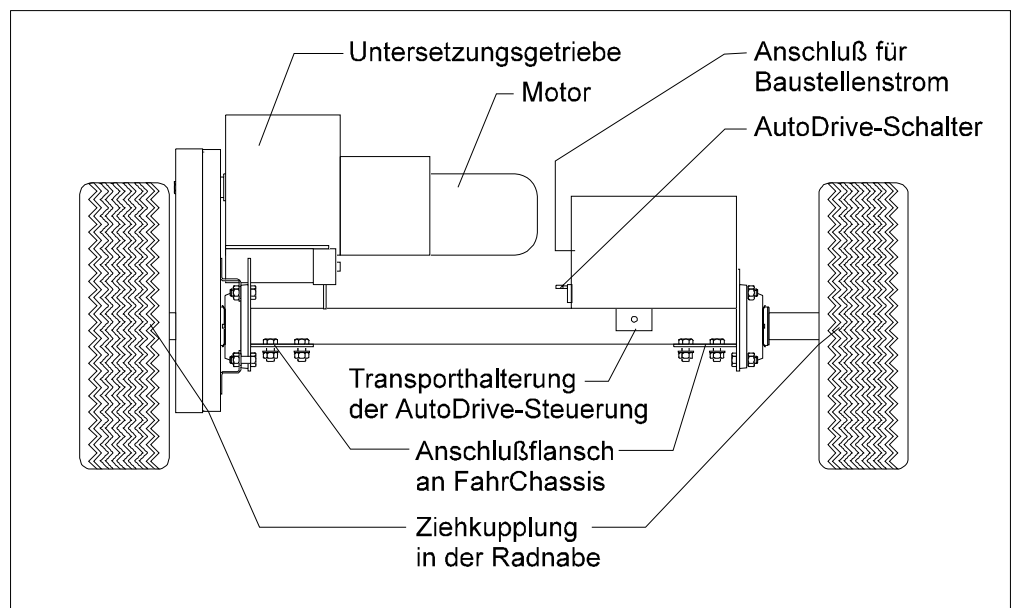 Untersetzungsgetriebe
Motor
Anschluß für
Baustellenstrom
AutoDrive-Schalter
Transporthalterung
der AutoDrive-Steuerung
Anschlußflansch
an FahrChassis
Ziehkupplung
in der Radnabe